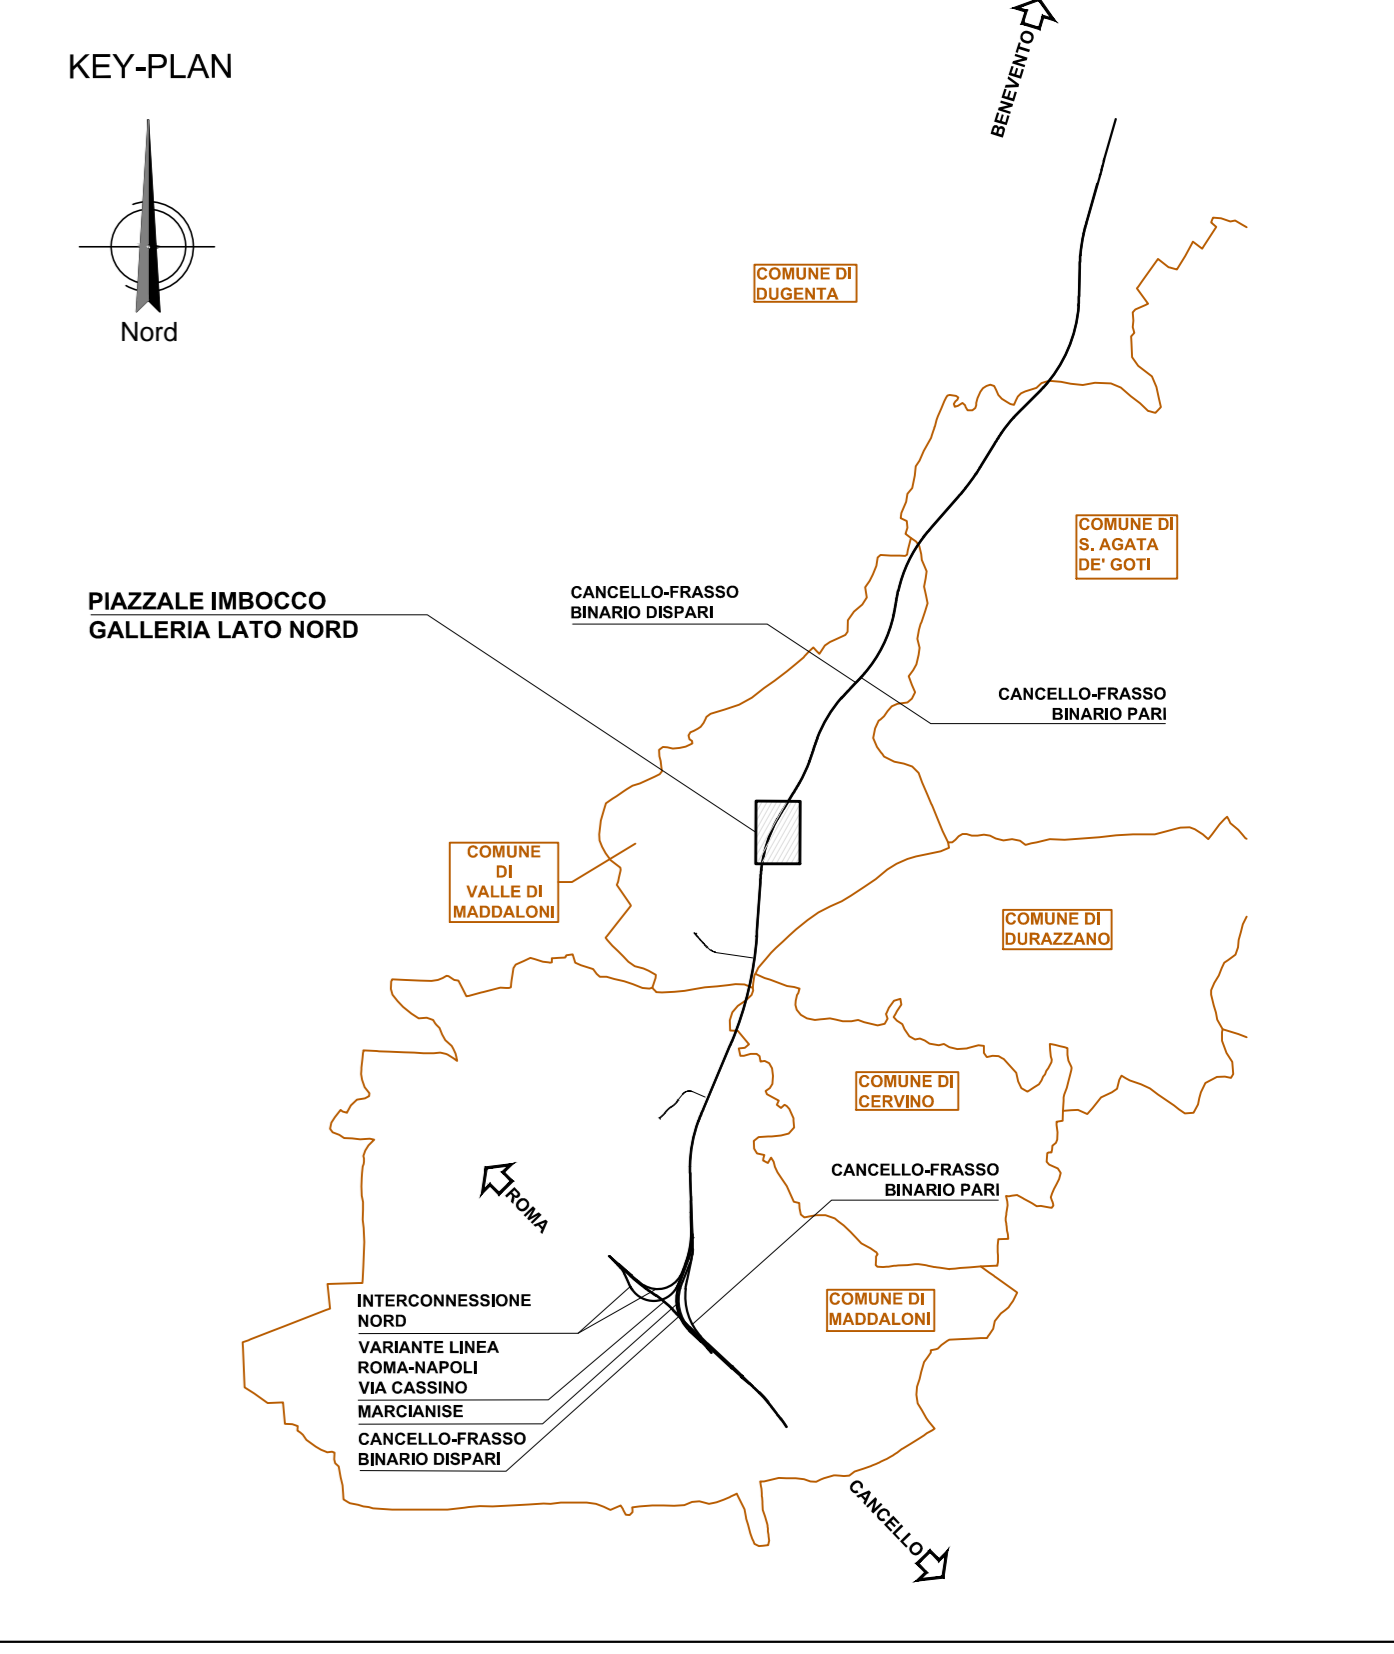 BENEVENTO
KEY-PLAN
Nord
COMUNE DI
DUGENTA
COMUNE DI
S. AGATA
DE' GOTI
PIAZZALE IMBOCCO
GALLERIA LATO NORD
CANCELLO-FRASSO
BINARIO DISPARI
CANCELLO-FRASSO
BINARIO PARI
COMUNE
DI
VALLE DI
MADDALONI
COMUNE DI
DURAZZANO
COMUNE DI
CERVINO
CANCELLO-FRASSO
BINARIO PARI
ROMA
INTERCONNESSIONE
NORD
VARIANTE LINEA
ROMA-NAPOLI
VIA CASSINO
MARCIANISE
CANCELLO-FRASSO
BINARIO DISPARI
COMUNE DI
MADDALONI
CANCELLO